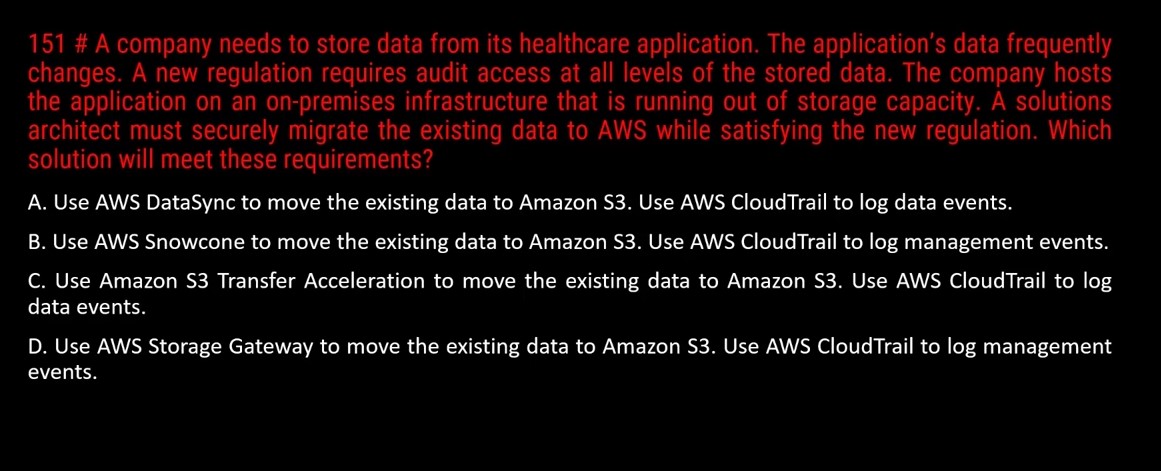 151 # A company needs to store data from its healthcare application. The application's data frequently
changes. A new regulation requires audit access at all levels of the stored data. The company hosts
the application on an on-premises infrastructure that is running out of storage capacity. A solutions
architect must securely migrate the existing data to AWS while satisfying the new regulation. Which
solution will meet these requirements?
A. Use AWS DataSync to move the existing data to Amazon S3. Use AWS CloudTrail to log data events.
B. Use AWS Snowcone to move the existing data to Amazon S3. Use AWS CloudTrail to log management events.
C. Use Amazon S3 Transfer Acceleration to move the existing data to Amazon S3. Use AWS CloudTrail to log
data events.
D. Use AWS Storage Gateway to move the existing data to Amazon S3. Use AWS CloudTrail to log management
events.